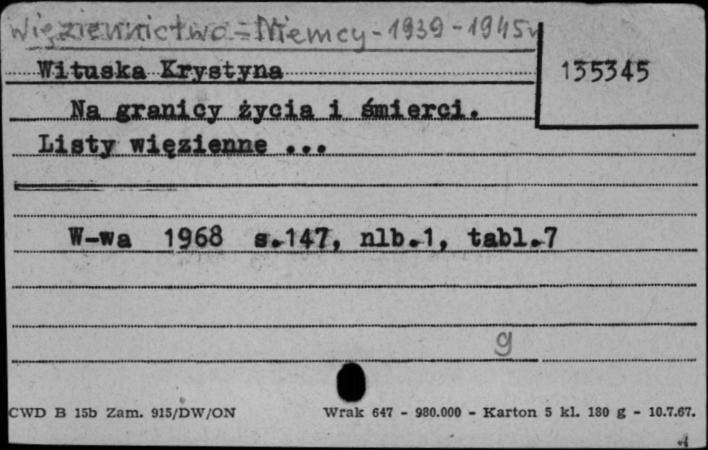 Więziennictwo - Niemcy - 1939 - 1945
Wituska Krystyna
135345
Na granicy życia i śmierci.
Listy więzienne ...
W-wa 1968 s.147, nlb.1, tabl.7
g
CWD B 15b Zam. 915/DW/ON Wrak 647 - 980.000 - Karton 5 kl. 180 g - 10.7.67.